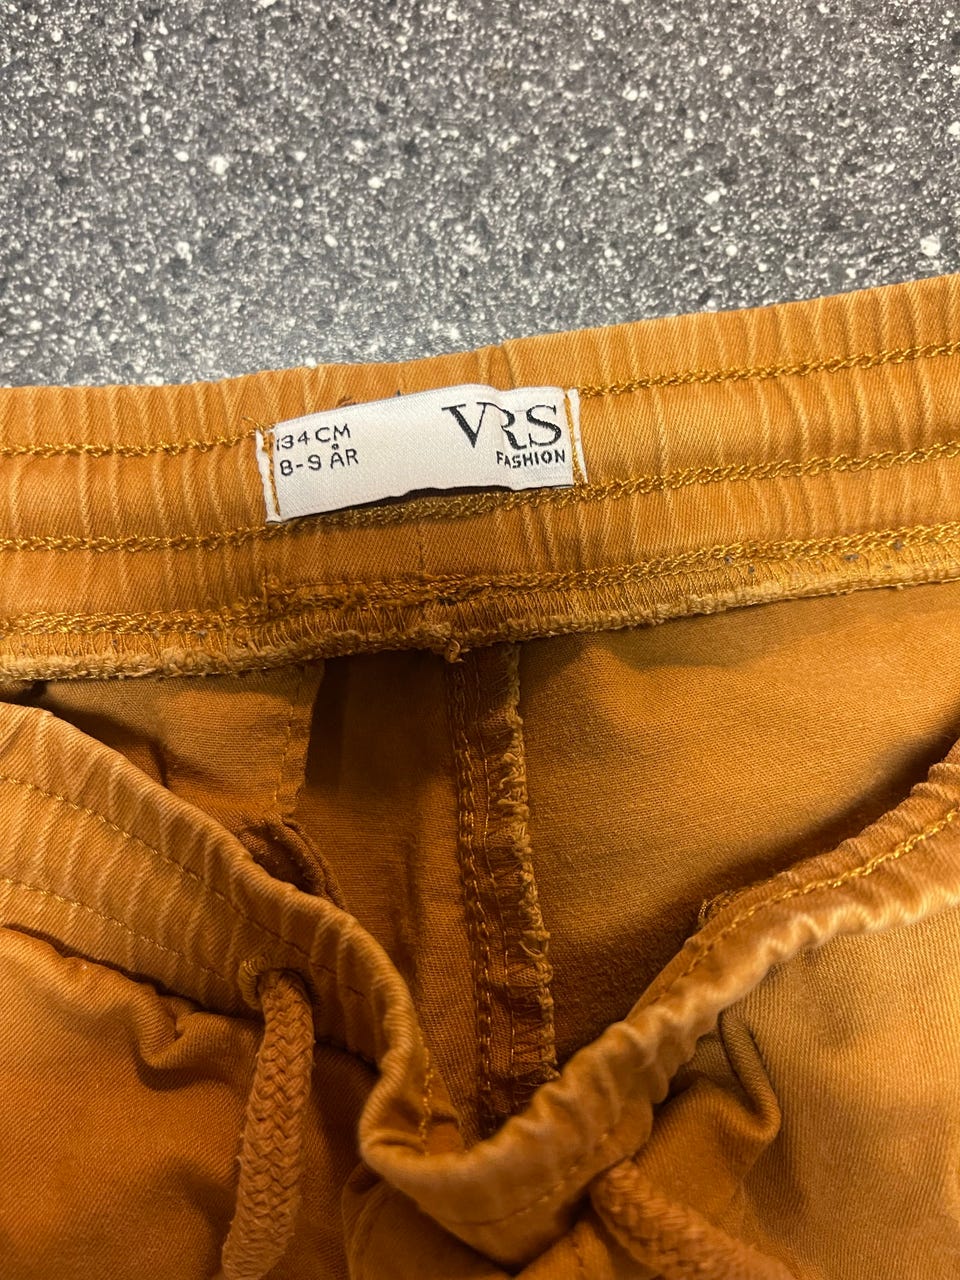 134 CM
8-9 ÅR
VRS
FASHION